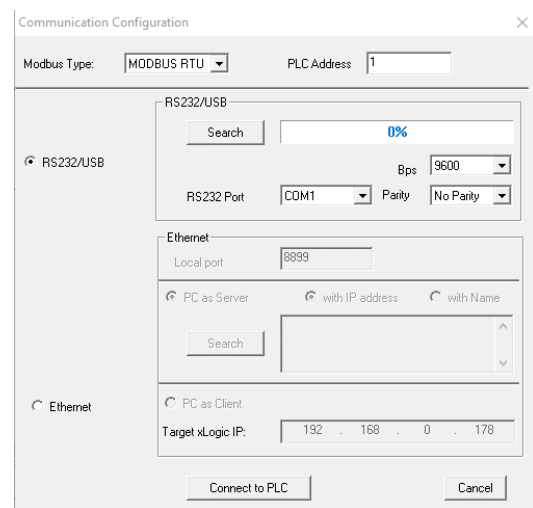 Communication Configuration
Modbus Type: MODBUS RTU PLC Address 1
RS232/USB
Search 0%
RS232/USB
Bps 9600
RS232 Port COM1 Parity No Parity
Ethernet
Local port 8899
PC as Server with IP address with Name
Search
Ethernet
PC as Client
Target xLogic IP: 192 . 168 . 0 . 178
Connect to PLC Cancel